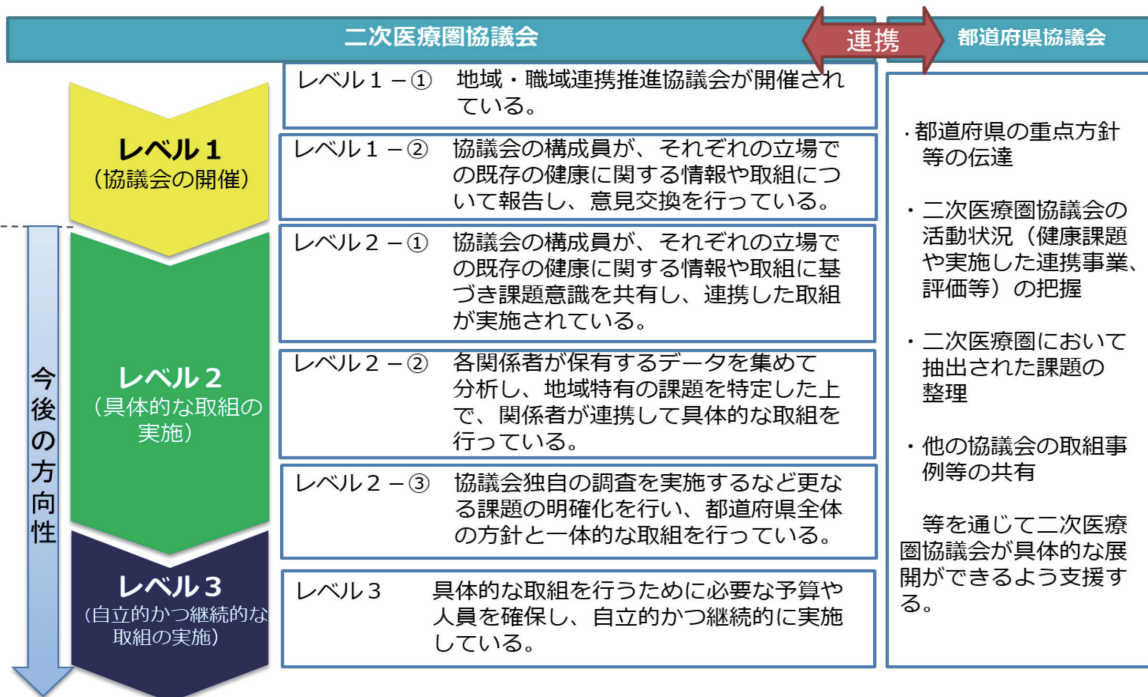 二次医療圏協議会
連携
都道府県協議会
レベル１
（協議会の開催）
レベル１－①　地域・職域連携推進協議会が開催され
ている。
レベル１－②　協議会の構成員が、それぞれの立場で
の既存の健康に関する情報や取組につ
いて報告し、意見交換を行っている。
今後の方向性
レベル２
（具体的な取組の
実施）
レベル２－①　協議会の構成員が、それぞれの立場で
の既存の健康に関する情報や取組に基
づき課題意識を共有し、連携した取組
が実施されている。
レベル２－②　各関係者が保有するデータを集めて
分析し、地域特有の課題を特定した上
で、関係者が連携して具体的な取組を
行っている。
レベル２－③　協議会独自の調査を実施するなど更な
る課題の明確化を行い、都道府県全体
の方針と一体的な取組を行っている。
レベル３
（自立的かつ継続的な
取組の実施）
レベル３　具体的な取組を行うために必要な予算や
人員を確保し、自立的かつ継続的に実施
している。
・都道府県の重点方針
等の伝達
・二次医療圏協議会の
活動状況（健康課題
や実施した連携事業、
評価等）の把握
・二次医療圏において
抽出された課題の
整理
・他の協議会の取組事
例等の共有
等を通じて二次医療
圏協議会が具体的な展
開ができるよう支援す
る。